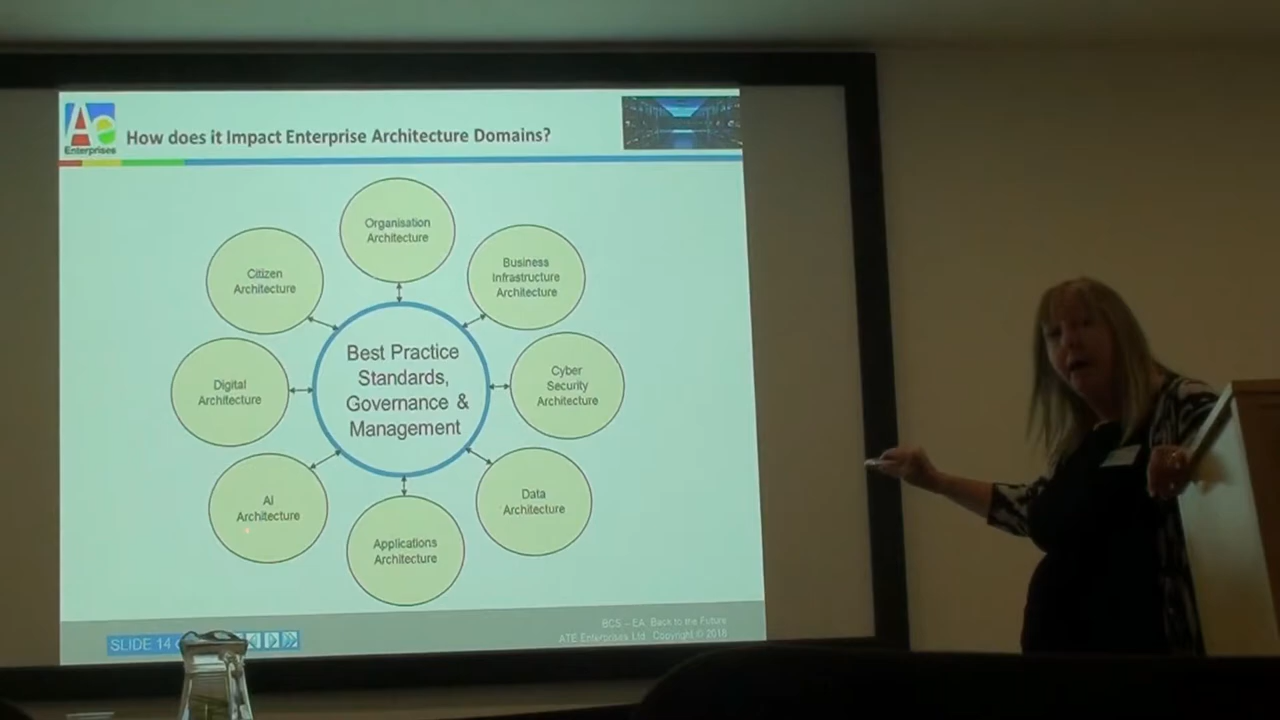 Ae
Enterprises
How does it Impact Enterprise Architecture Domains?
Organisation
Architecture
Business
Infrastructure
Architecture
Cyber
Security
Architecture
Data
Architecture
Applications
Architecture
AI
Architecture
Digital
Architecture
Citizen
Architecture
Best Practice
Standards,
Governance &
Management
SLIDE 14
BCS – EA: Back to the Future
ATE Enterprises Ltd Copyright © 2018